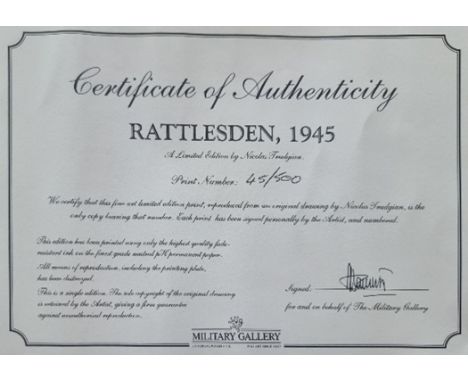 Certificate of Authenticity
RATTLESDEN, 1945
A Limited Edition by Nicolas Trudgian.
Print Number: 45/500
We certify that this fine art limited edition print, reproduced from an original drawing by Nicolas Trudgian, is the
only copy bearing that number. Each print has been signed personally by the Artist, and numbered.
This edition has been printed using only the highest quality fade-
resistant ink on the finest grade neutral pH permanised paper.
All means of reproduction, including the printing plate,
has been destroyed.
This is a single edition. The sole copyright of the original drawing
is retained by the Artist, giving a firm guarantee
against unauthorised reproduction.
Signed:
for and on behalf of The Military Gallery
MILITARY GALLERY